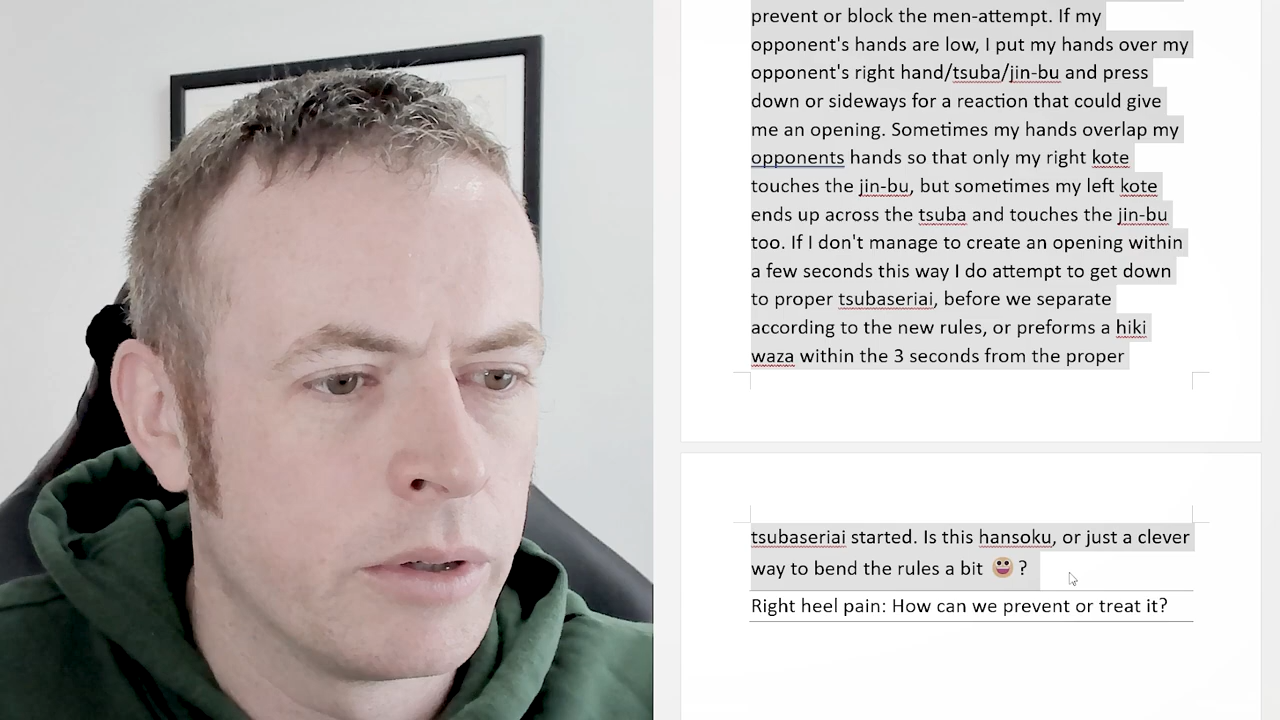 prevent or block the men-attempt. If my
opponent's hands are low, I put my hands over my
opponent's right hand/tsuba/jin-bu and press
down or sideways for a reaction that could give
me an opening. Sometimes my hands overlap my
opponents hands so that only my right kote
touches the jin-bu, but sometimes my left kote
ends up across the tsuba and touches the jin-bu
too. If I don't manage to create an opening within
a few seconds this way I do attempt to get down
to proper tsubaseriai, before we separate
according to the new rules, or preforms a hiki
waza within the 3 seconds from the proper
tsubaseriai started. Is this hansoku, or just a clever
way to bend the rules a bit 😀 ?
Right heel pain: How can we prevent or treat it?